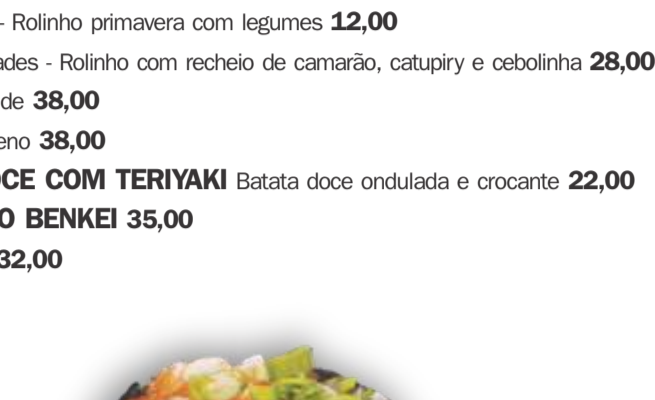 - Rolinho primavera com legumes 12,00
ades - Rolinho com recheio de camarão, catupiry e cebolinha 28,00
de 38,00
eno 38,00
OCE COM TERIYAKI Batata doce ondulada e crocante 22,00
O BENKEI 35,00
32,00